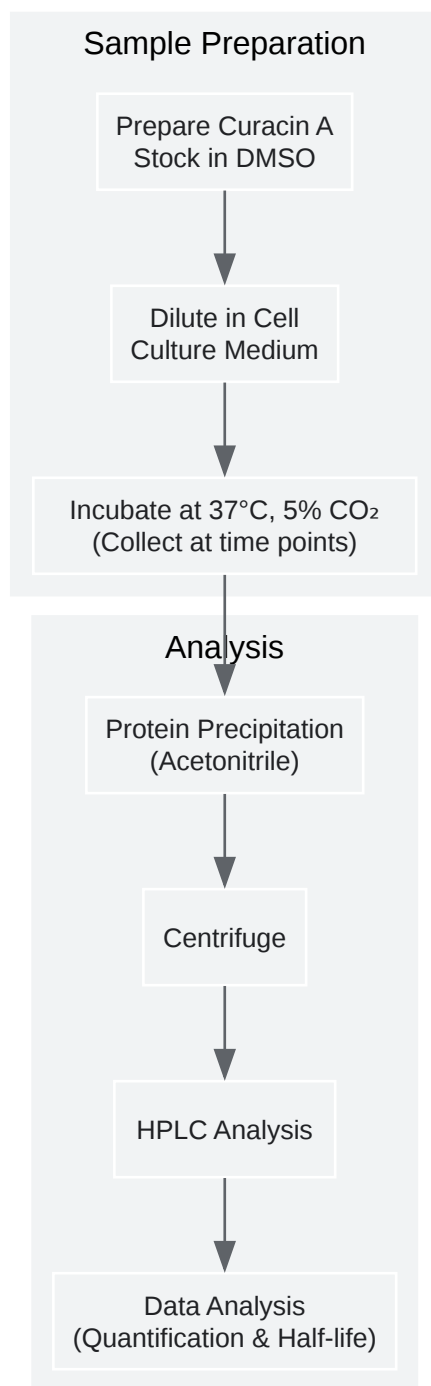 Sample Preparation
Prepare Curacin A
Stock in DMSO
Dilute in Cell
Culture Medium
Incubate at 37°C, 5% CO₂
(Collect at time points)
Analysis
Protein Precipitation
(Acetonitrile)
Centrifuge
HPLC Analysis
Data Analysis
(Quantification & Half-life)